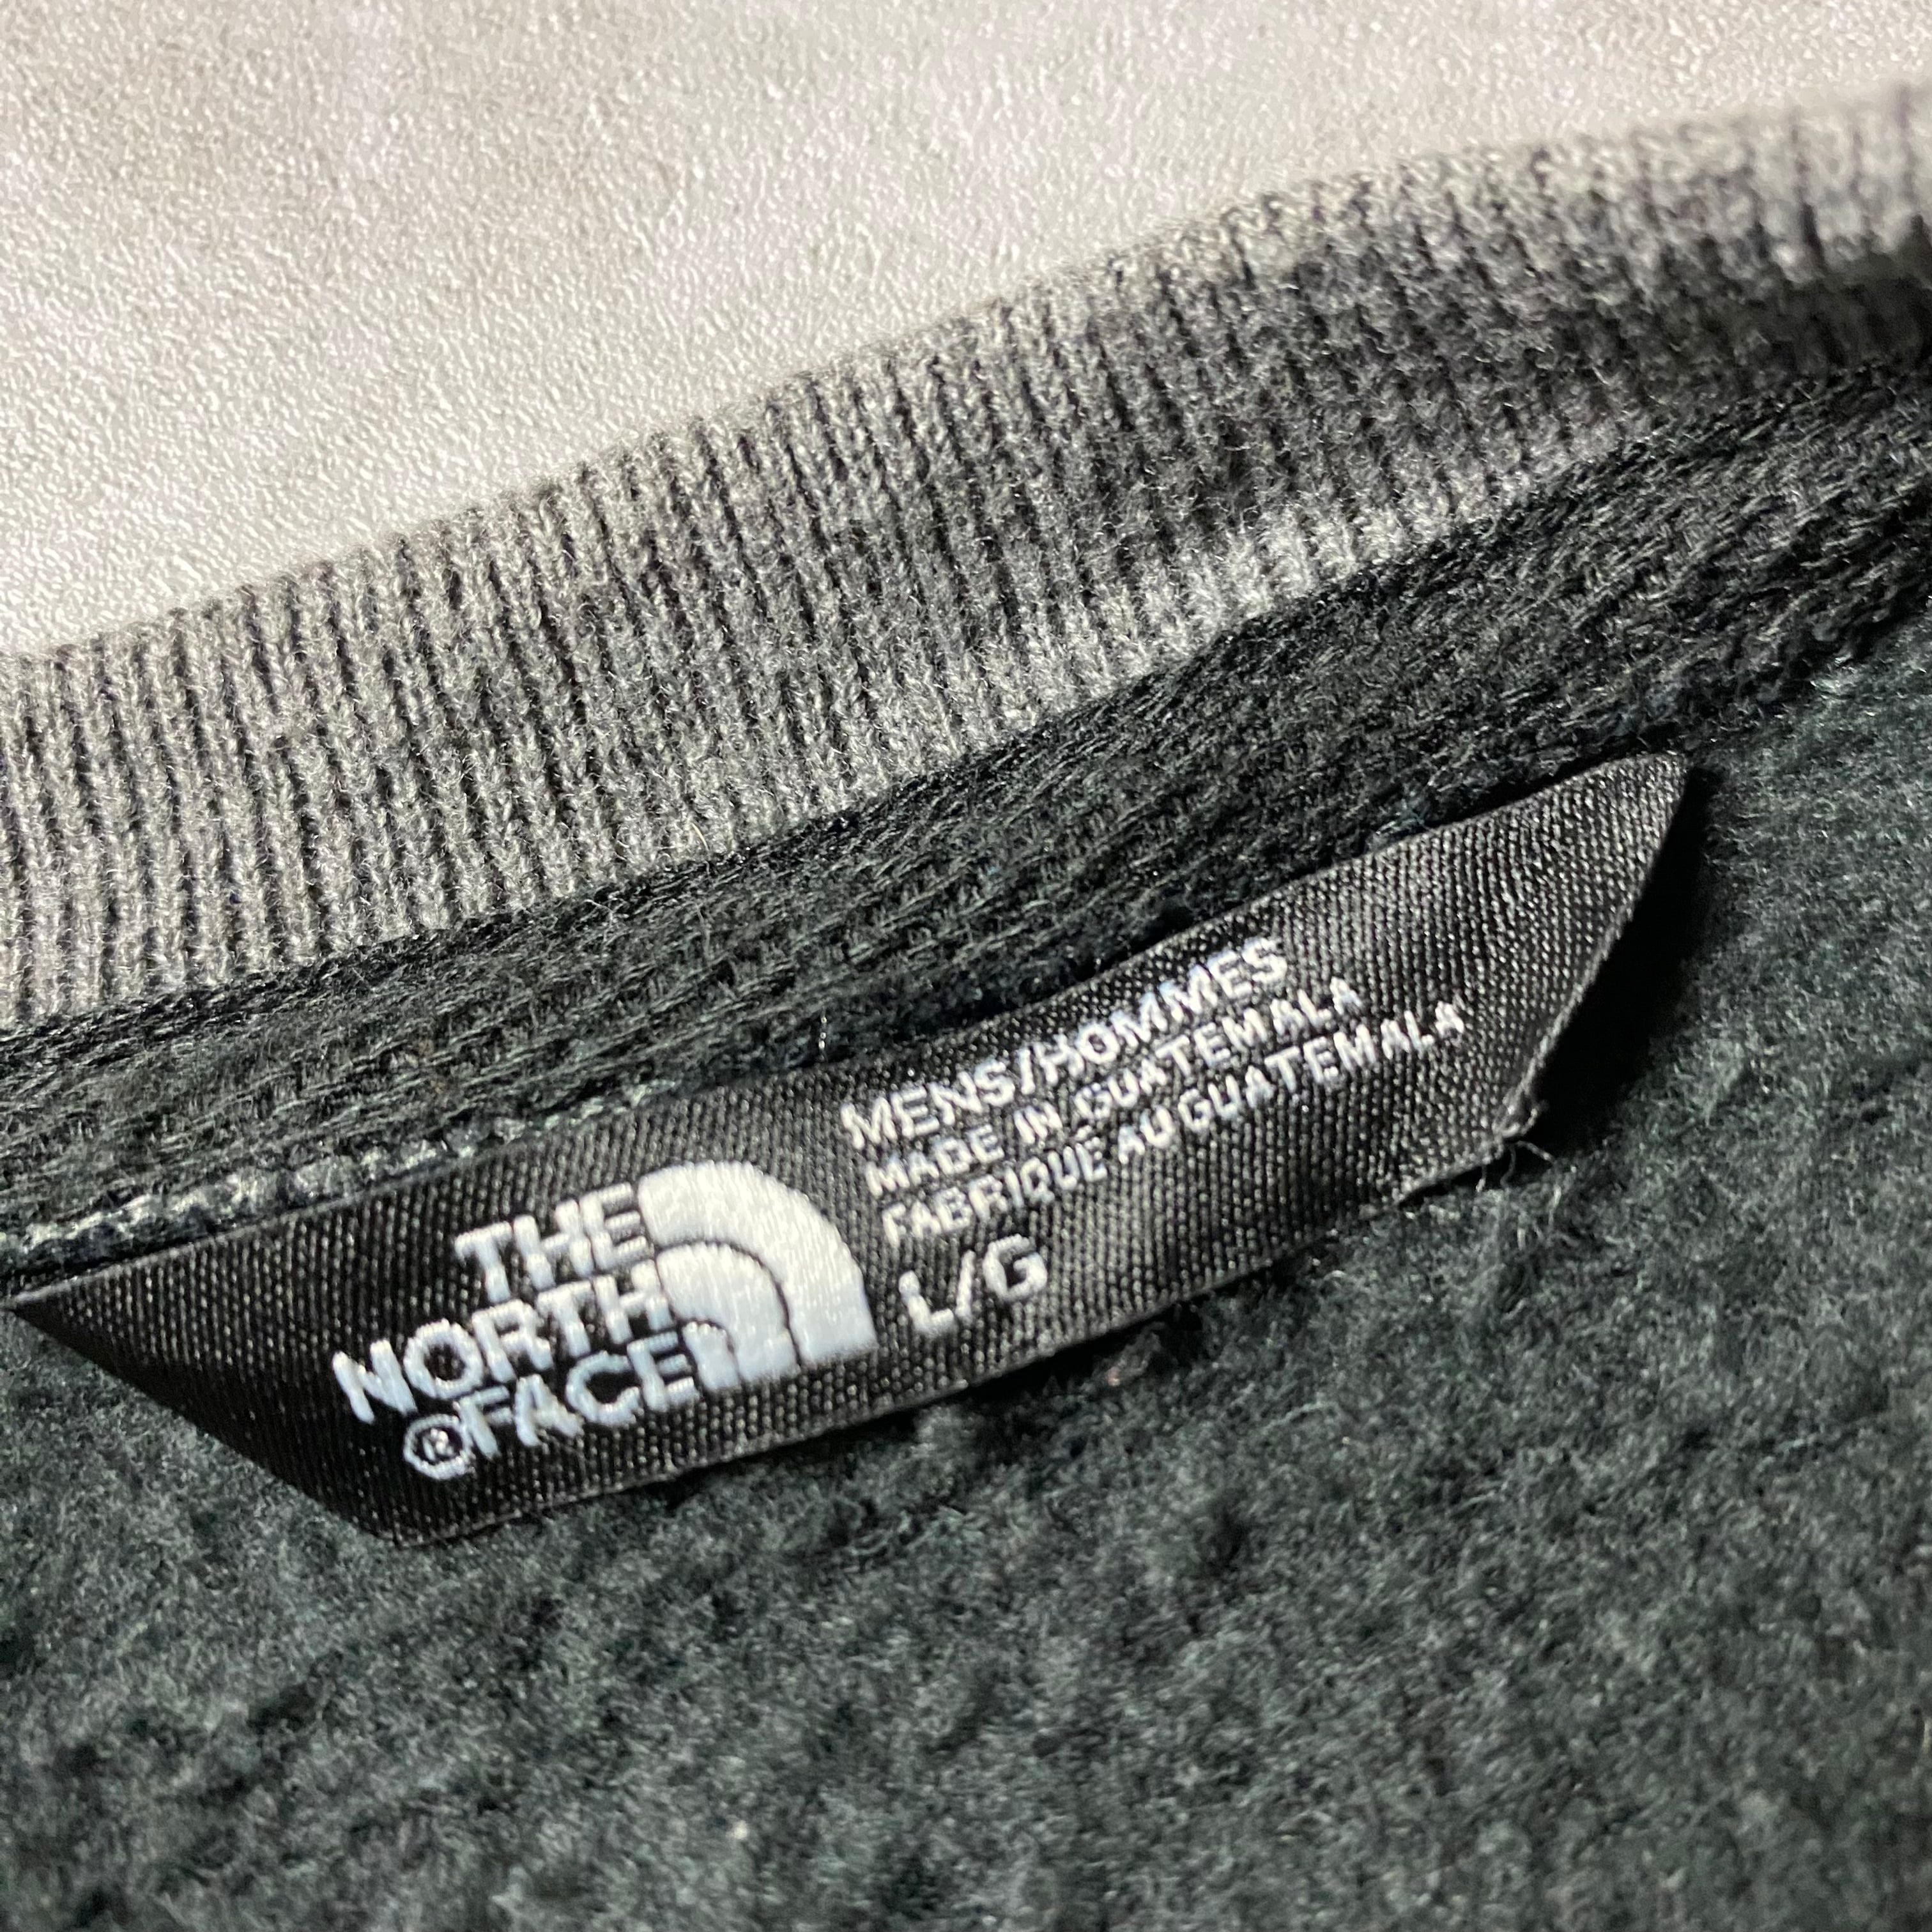 THE
NORTH
®FACE
MENS/HOMMES
MADE IN GUATEMALA
FABRIQUE AU GUATEMALA
L/G